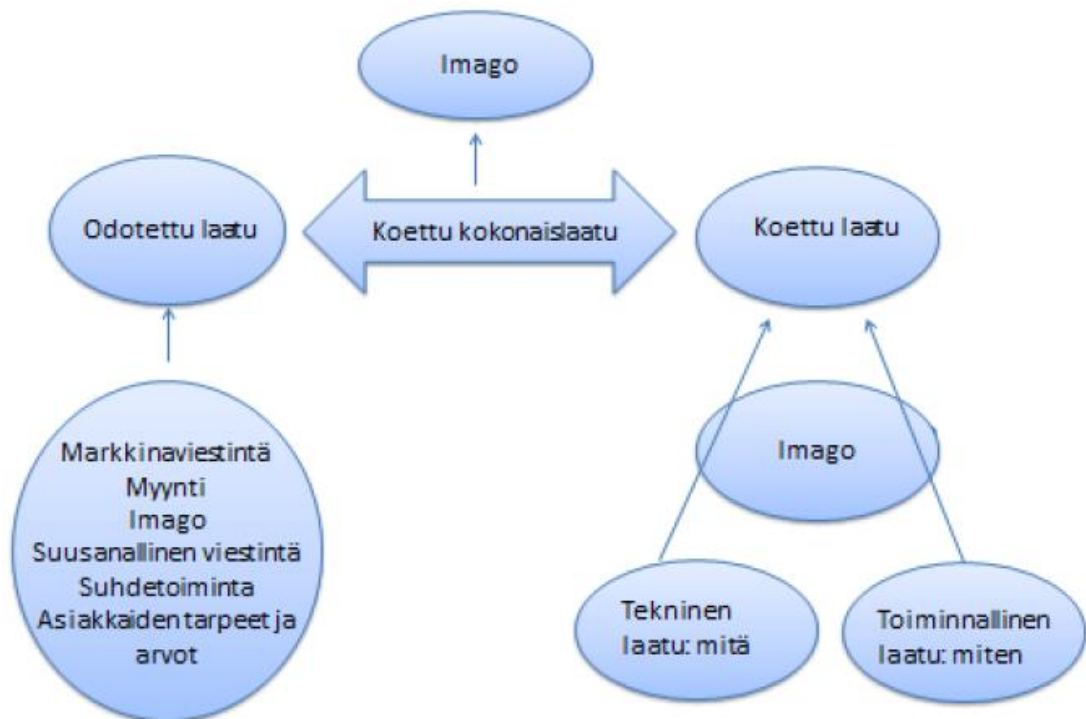 Imago
Odotettu laatu
Koettu kokonaislaatu
Koettu laatu
Markkinaviestintä
Myynti
Imago
Suusanallinen viestintä
Suhdetoiminta
Asiakkaiden tarpeet ja
arvot
Imago
Tekninen
laatu: mitä
Toiminnallinen
laatu: miten